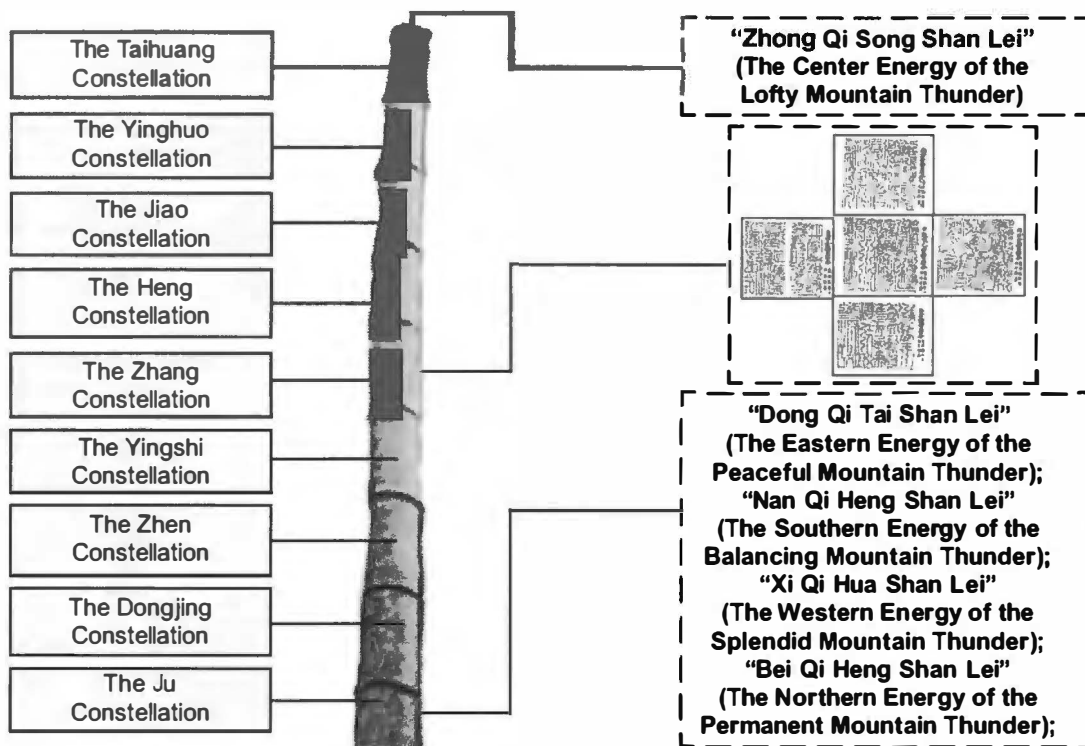 The Taihuang
Constellation
The Yinghuo
Constellation
The Jiao
Constellation
The Heng
Constellation
The Zhang
Constellation
The Yingshi
Constellation
The Zhen
Constellation
The Dongjing
Constellation
The Ju
Constellation
“Zhong Qi Song Shan Lei”
(The Center Energy of the
Lofty Mountain Thunder)
“Dong Qi Tai Shan Lei”
(The Eastern Energy of the
Peaceful Mountain Thunder);
“Nan Qi Heng Shan Lei”
(The Southern Energy of the
Balancing Mountain Thunder);
“Xi Qi Hua Shan Lei”
(The Western Energy of the
Splendid Mountain Thunder);
“Bei Qi Heng Shan Lei”
(The Northern Energy of the
Permanent Mountain Thunder);